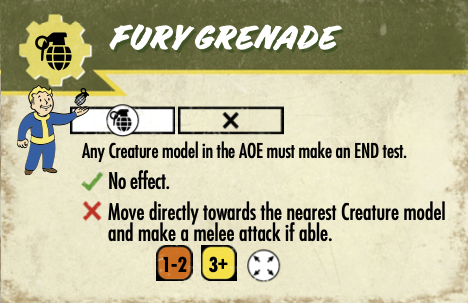 FURY GRENADE
Any Creature model in the AOE must make an END test.
No effect.
Move directly towards the nearest Creature model
and make a melee attack if able.
1-2 3+